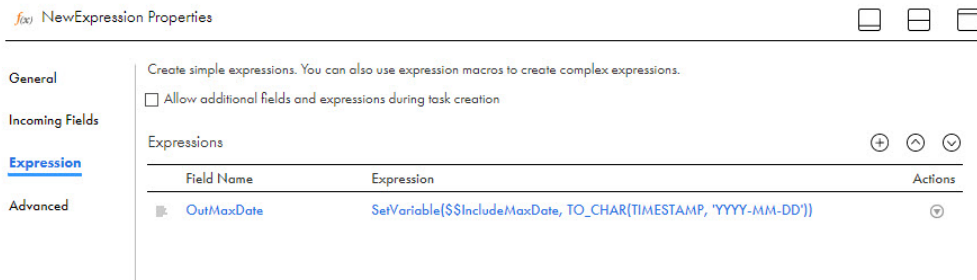 f(x) NewExpression Properties
General
Incoming Fields
Expression
Advanced
Create simple expressions. You can also use expression macros to create complex expressions.
Allow additional fields and expressions during task creation
Expressions
Field Name Expression Actions
OutMaxDate SetVariable($$IncludeMaxDate, TO_CHAR(TIMESTAMP, 'YYYY-MM-DD'))